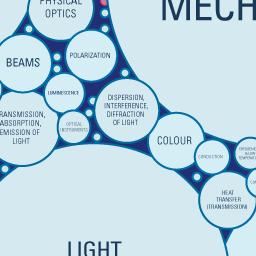 PHYSICAL
OPTICS
MECH
BEAMS
POLARIZATION
LUMINESCENCE
TRANSMISSION,
ABSORPTION,
EMISSION OF
LIGHT
OPTICAL
INSTRUMENTS
DISPERSION,
INTERFERENCE,
DIFFRACTION
OF LIGHT
COLOUR
CONDUCTION
HEAT
TRANSFER
(TRANSMISSION)
LIGHT